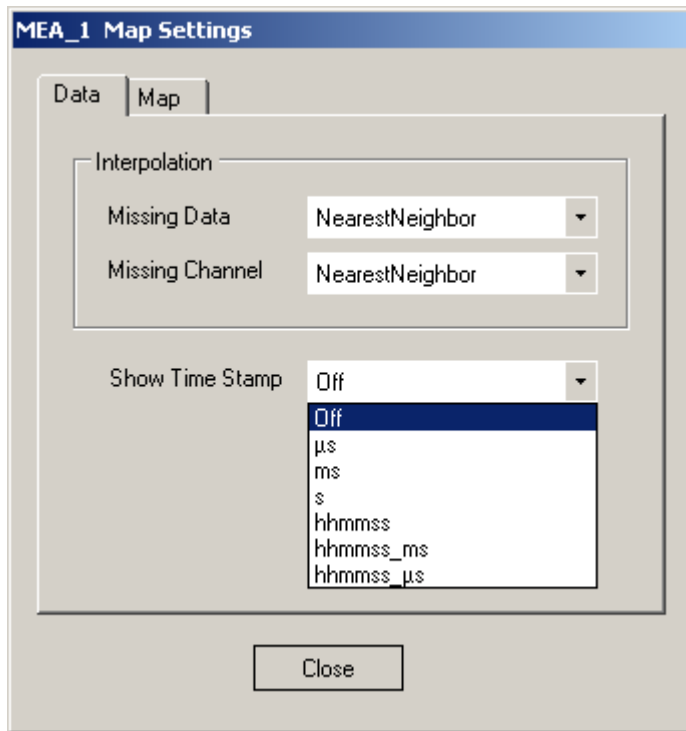 MEA_1 Map Settings
Data Map
Interpolation
Missing Data NearestNeighbor
Missing Channel NearestNeighbor
Show Time Stamp Off
Off
µs
ms
s
hhmmss
hhmmss_ms
hhmmss_µs
Close